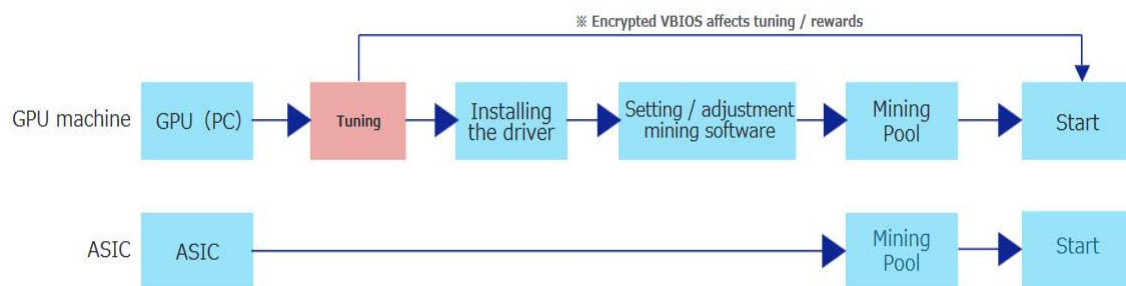 ※ Encrypted VBIOS affects tuning / rewards
GPU machine
GPU (PC)
Tuning
Installing
the driver
Setting / adjustment
mining software
Mining
Pool
Start
ASIC
ASIC
Mining
Pool
Start